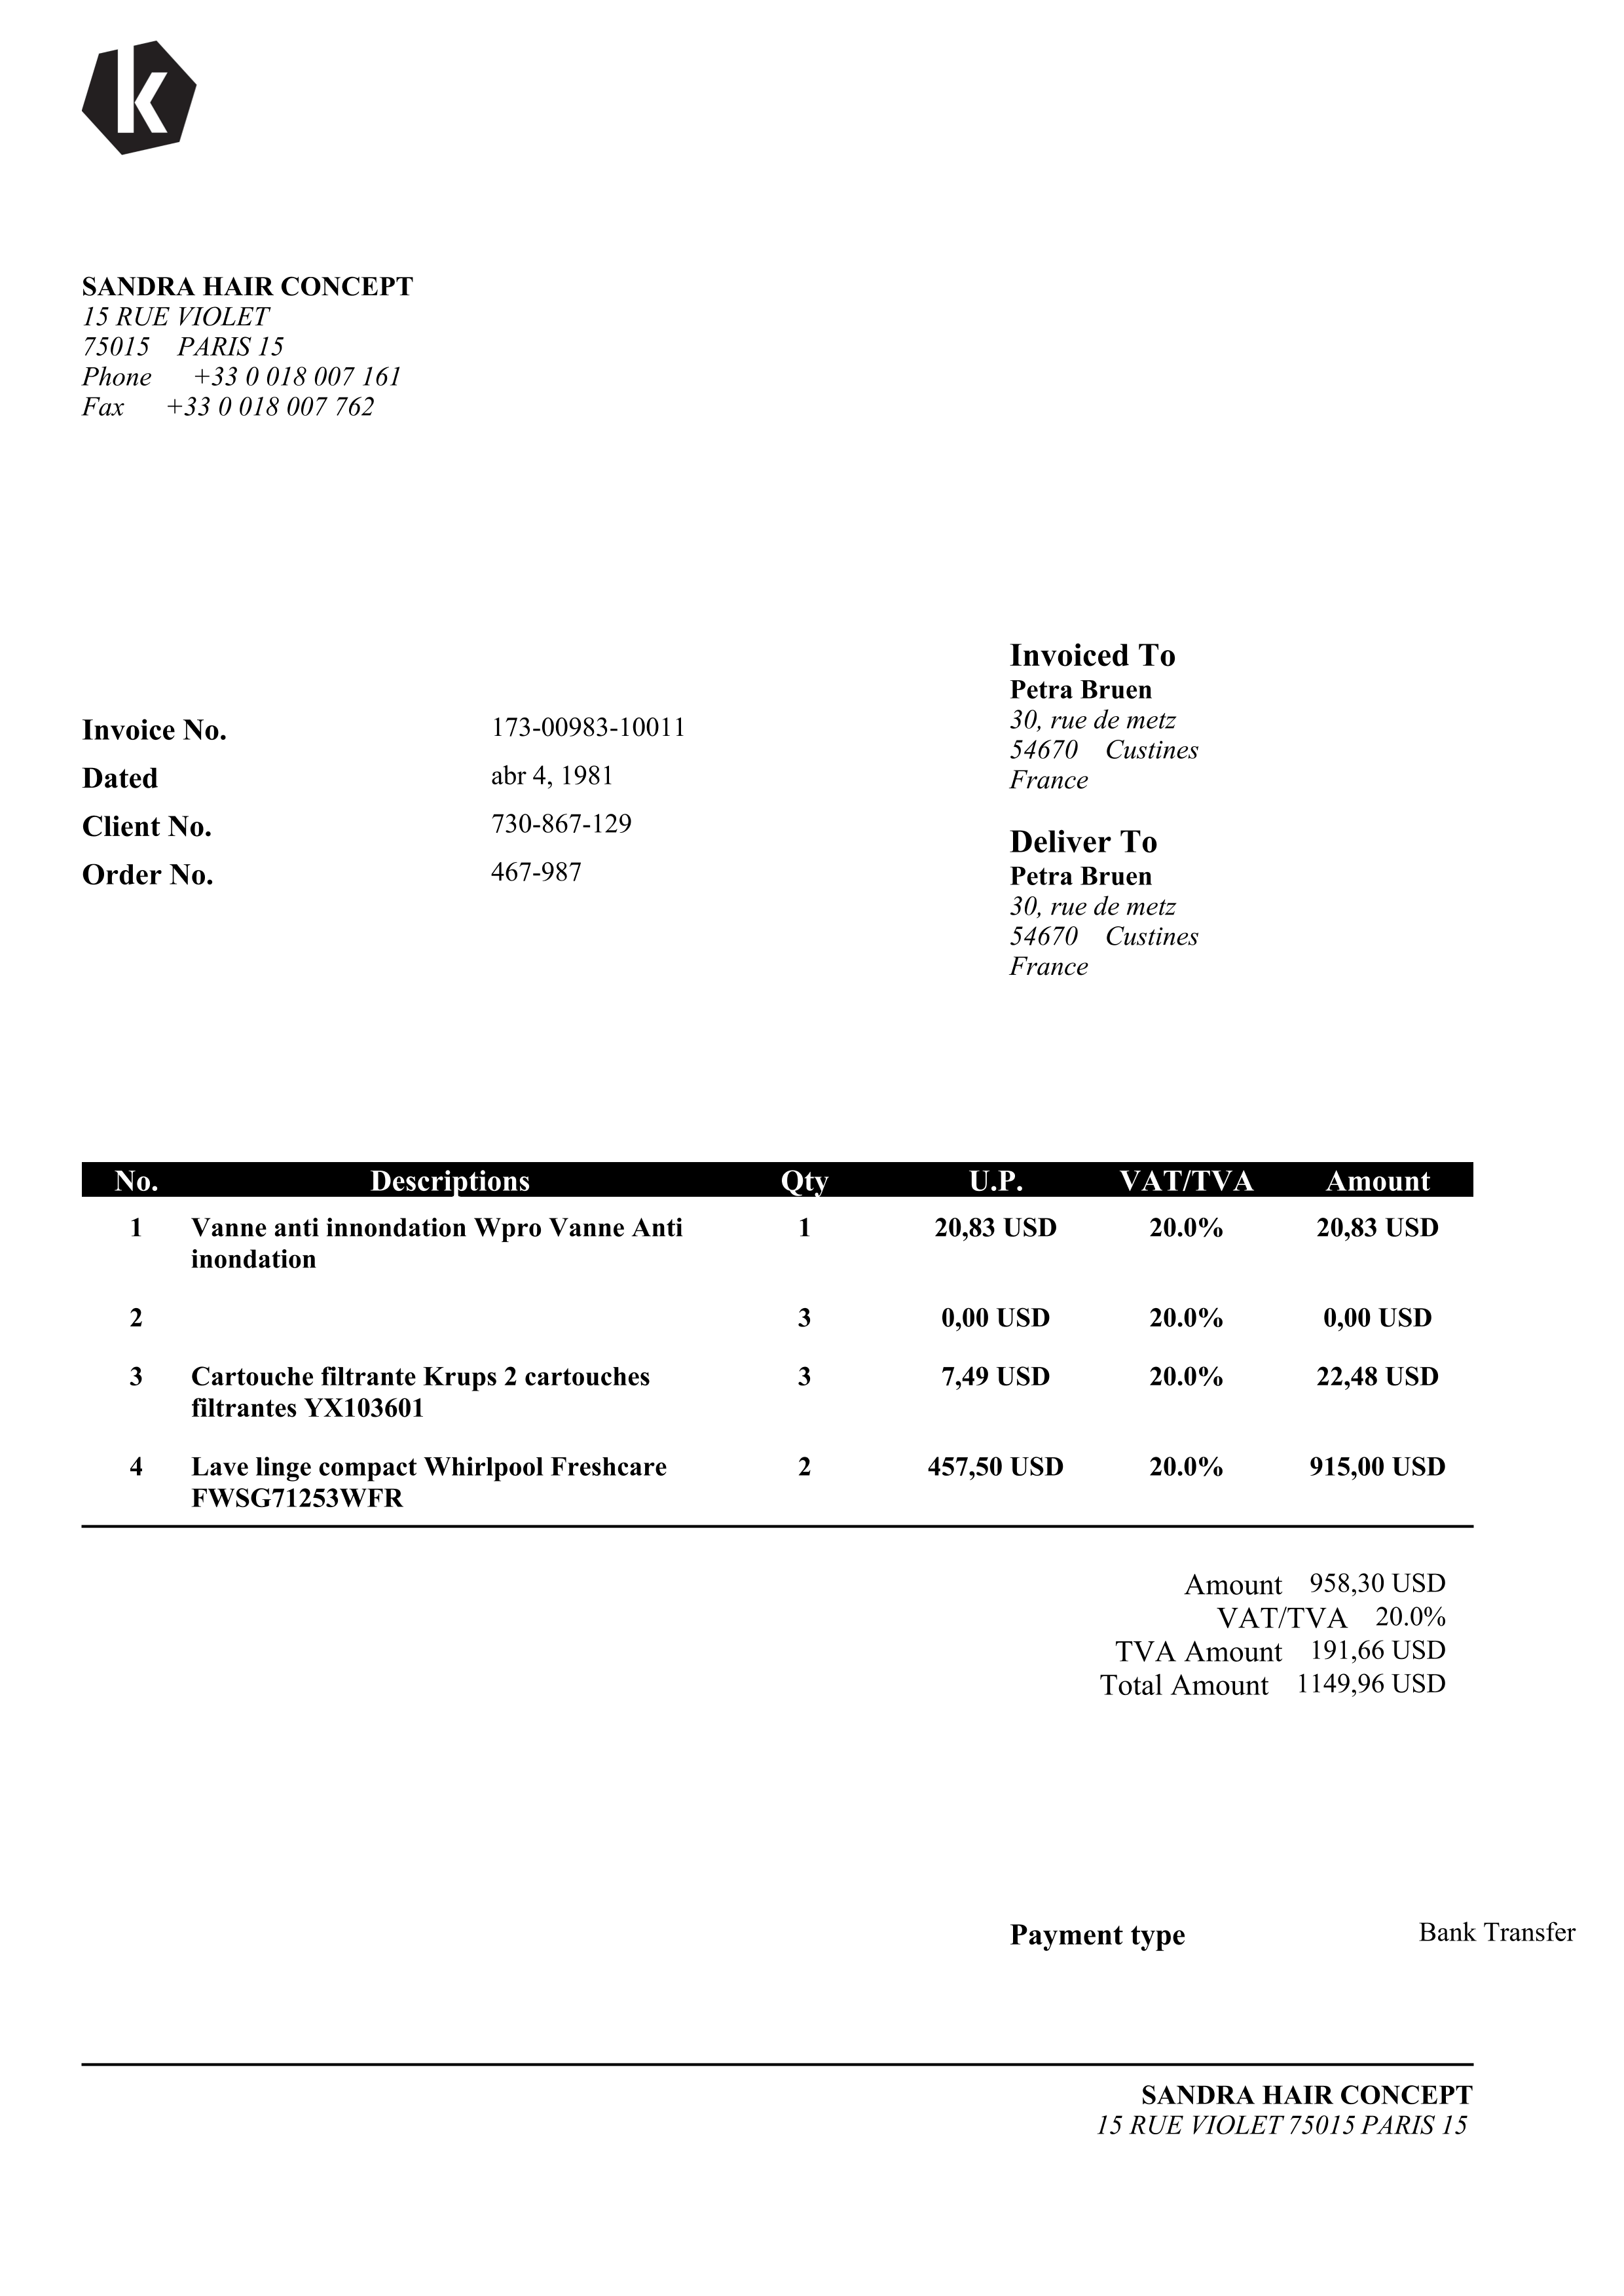 k
SANDRA HAIR CONCEPT
15 RUE VIOLET
75015 PARIS 15
Phone +33 0 018 007 161
Fax +33 0 018 007 762
Invoice No. 173-00983-10011
Dated abr 4, 1981
Client No. 730-867-129
Order No. 467-987
Invoiced To
Petra Bruen
30, rue de metz
54670 Custines
France
Deliver To
Petra Bruen
30, rue de metz
54670 Custines
France
No. Descriptions Qty U.P. VAT/TVA Amount
1 Vanne anti innondation Wpro Vanne Anti 1 20,83 USD 20.0% 20,83 USD
inondation
2 3 0,00 USD 20.0% 0,00 USD
3 Cartouche filtrante Krups 2 cartouches 3 7,49 USD 20.0% 22,48 USD
filtrantes YX103601
4 Lave linge compact Whirlpool Freshcare 2 457,50 USD 20.0% 915,00 USD
FWSG71253WFR
Amount 958,30 USD
VAT/TVA 20.0%
TVA Amount 191,66 USD
Total Amount 1149,96 USD
Payment type Bank Transfer
SANDRA HAIR CONCEPT
15 RUE VIOLET 75015 PARIS 15